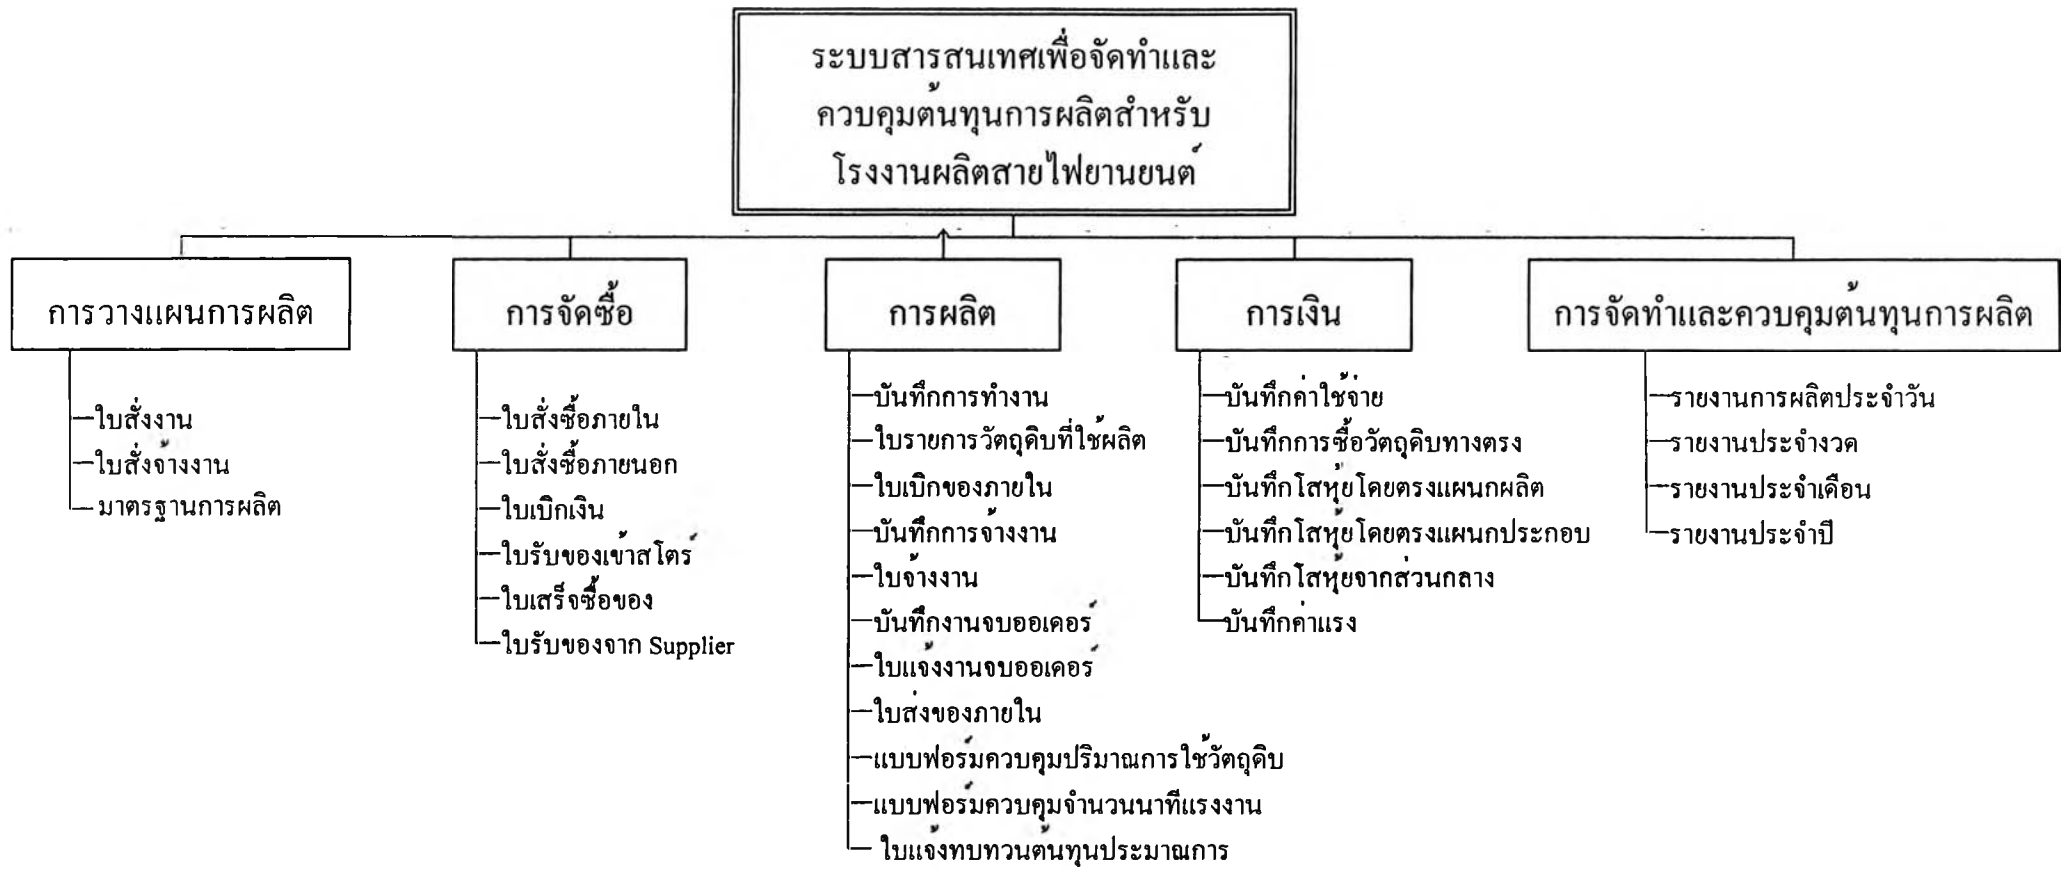 ระบบสารสนเทศเพื่อจัดทำและ
ควบคุมต้นทุนการผลิตสำหรับ
โรงงานผลิตสายไฟยานยนต์
การวางแผนการผลิต
ใบสั่งงาน
ใบสั่งจ้างงาน
มาตรฐานการผลิต
การจัดซื้อ
ใบสั่งซื้อภายใน
ใบสั่งซื้อภายนอก
ใบเบิกเงิน
ใบรับของเข้าสโตร์
ใบเสร็จซื้อของ
ใบรับของจาก Supplier
การผลิต
บันทึกการทำงาน
ใบรายการวัตถุดิบที่ใช้ผลิต
ใบเบิกของภายใน
บันทึกการจ้างงาน
ใบจ้างงาน
บันทึกงานจบออเดอร์
ใบแจ้งงานจบออเดอร์
ใบส่งของภายใน
แบบฟอร์มควบคุมปริมาณการใช้วัตถุดิบ
แบบฟอร์มควบคุมจำนวนนาทีแรงงาน
ใบแจ้งทบทวนต้นทุนประมาณการ
การเงิน
บันทึกค่าใช้จ่าย
บันทึกการซื้อวัตถุดิบทางตรง
บันทึกโสหุ้ยโดยตรงแผนกผลิต
บันทึกโสหุ้ยโดยตรงแผนกประกอบ
บันทึกโสหุ้ยจากส่วนกลาง
บันทึกค่าแรง
การจัดทำและควบคุมต้นทุนการผลิต
รายงานการผลิตประจำวัน
รายงานประจำงวด
รายงานประจำเดือน
รายงานประจำปี